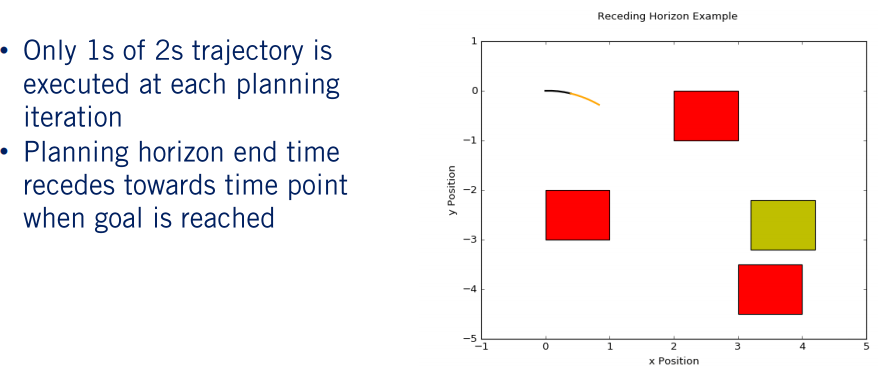 • Only 1s of 2s trajectory is
executed at each planning
iteration
• Planning horizon end time
recedes towards time point
when goal is reached
Receding Horizon Example
1
0
−1
−2
−3
−4
−5
y Position
−1 0 1 2 3 4 5
x Position